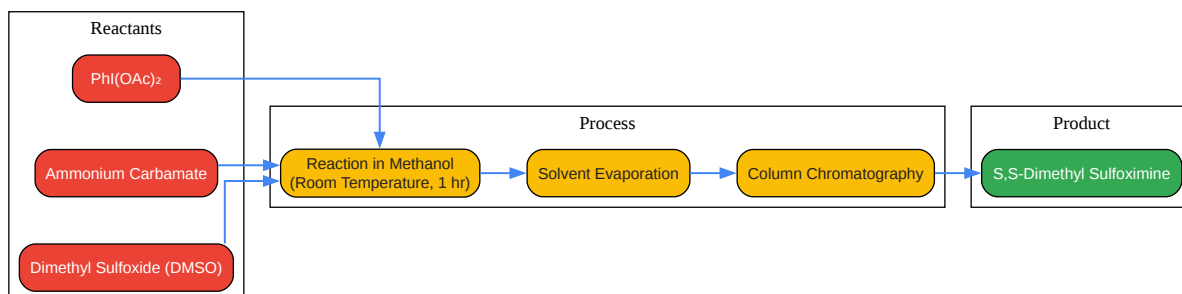 Reactants
PhI(OAc)₂
Ammonium Carbamate
Dimethyl Sulfoxide (DMSO)
Process
Reaction in Methanol
(Room Temperature, 1 hr)
Solvent Evaporation
Column Chromatography
Product
S,S-Dimethyl Sulfoximine